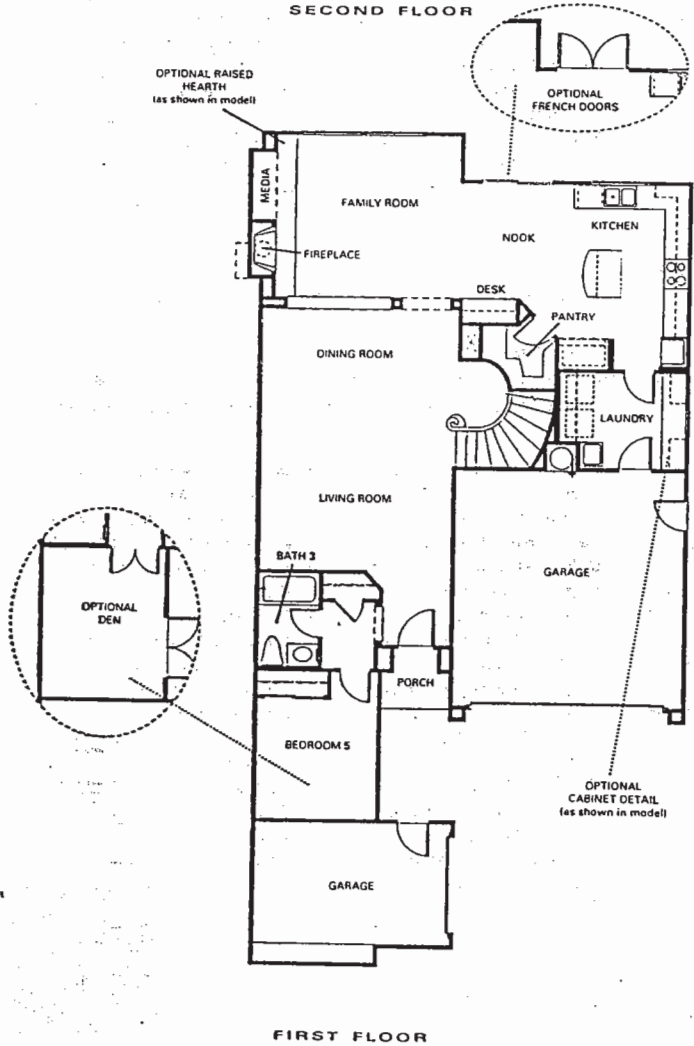 SECOND FLOOR
OPTIONAL RAISED
HEARTH
(as shown in model)
OPTIONAL
FRENCH DOORS
MEDIA
FAMILY ROOM
KITCHEN
NOOK
FIREPLACE
DESK
PANTRY
DINING ROOM
LAUNDRY
LIVING ROOM
BATH 3
GARAGE
OPTIONAL
DEN
PORCH
BEDROOM 5
OPTIONAL
CABINET DETAIL
(as shown in model)
GARAGE
FIRST FLOOR